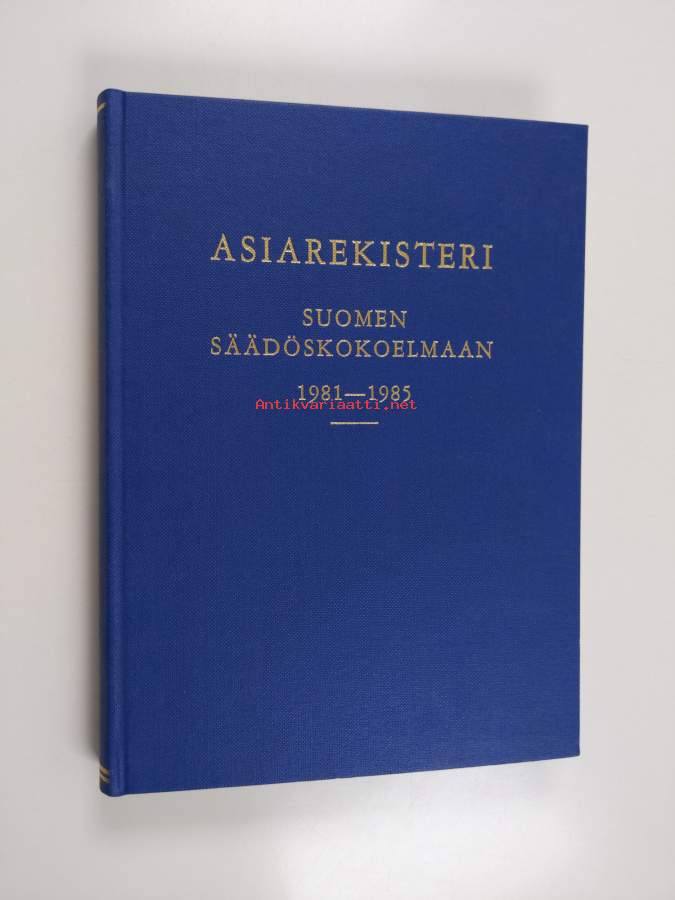 ASIAREKISTERI
SUOMEN
SÄÄDÖSKOKOELMAAN
1981—1985
Antikvariaatti.net